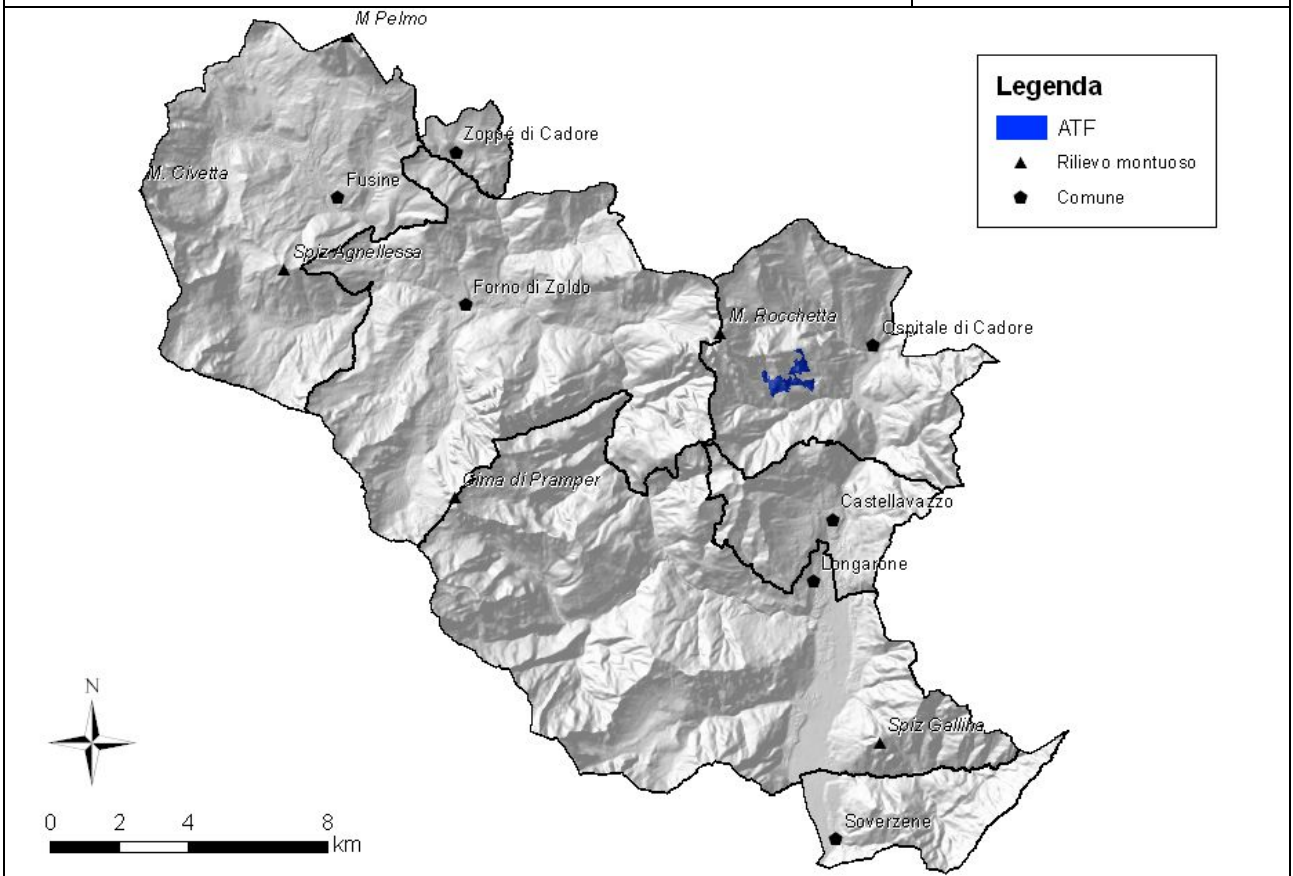 M Pelmo
Legenda
ATF
Rilievo montuoso
Comune
Zoppé di Cadore
M. Civetta
Fusine
Spiz Agnellessa
Forno di Zoldo
M. Rocchetta
Ospitale di Cadore
Cima di Pramper
Castellavazzo
Longarone
N
Spiz Gallina
0 2 4 8
km
Soverzene